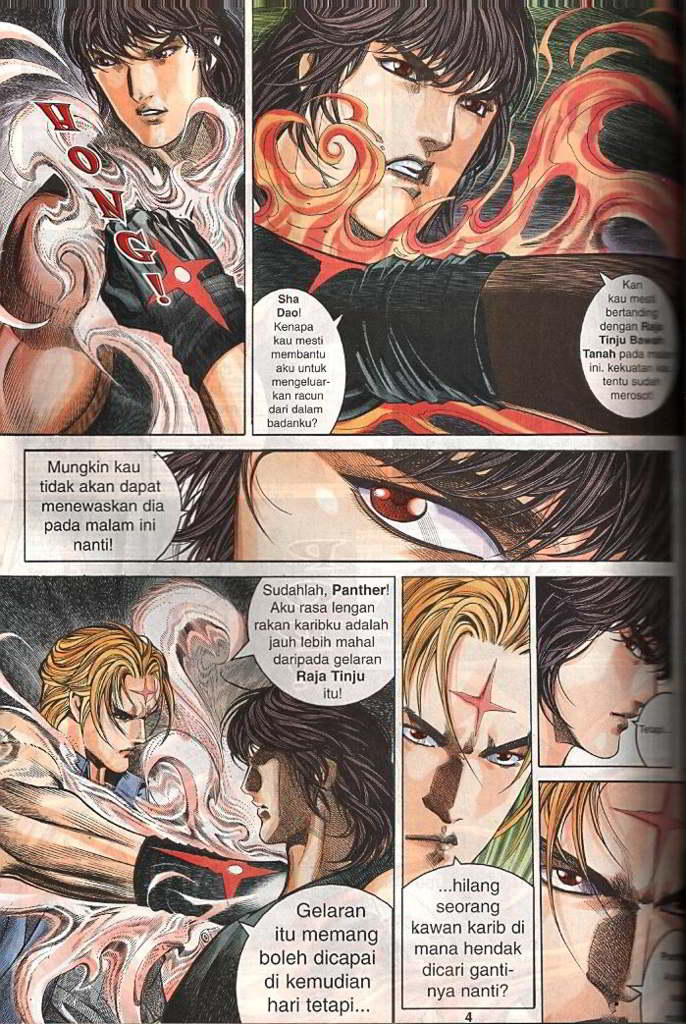 HONG!
Sha
Dao!
Kenapa
kau mesti
membantu
aku untuk
mengeluar-
kan racun
dari dalam
badanku?
Kan
kau mesti
bertanding
dengan Raja
Tinju Bawah
Tanah pada malam
ini. kekuatan kau
tentu sudah
merosot!
Mungkin kau
tidak akan dapat
menewaskan dia
pada malam ini
nanti!
Sudahlah, Panther!
Aku rasa lengan
rakan karibku adalah
jauh lebih mahal
daripada gelaran
Raja Tinju
itu!
Gelaran
itu memang
boleh dicapai
di kemudian
hari tetapi...
...hilang
seorang
kawan karib di
mana hendak
dicari ganti-
nya nanti?
Tetapi...
4